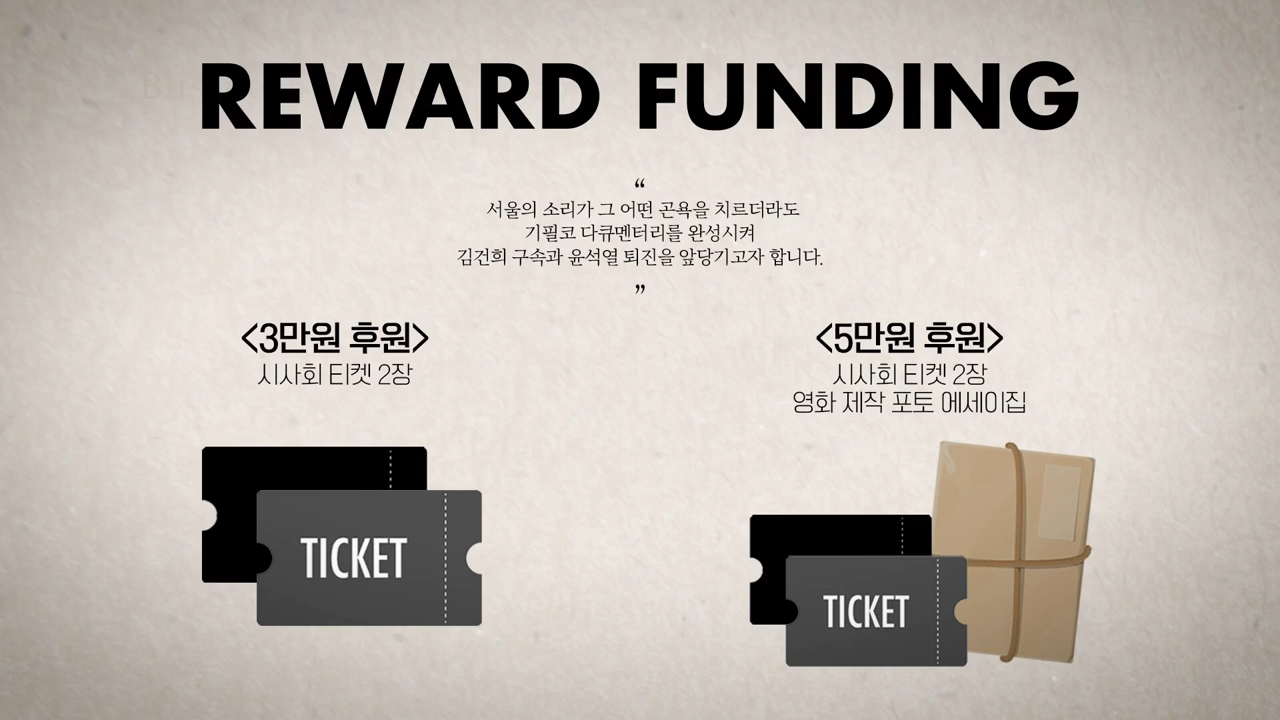 REWARD FUNDING
“
서울의 소리가 그 어떤 곤욕을 치르더라도
기필코 다큐멘터리를 완성시켜
김건희 구속과 윤석열 퇴진을 앞당기고자 합니다.
”
<3만원 후원>
시사회 티켓 2장
TICKET
<5만원 후원>
시사회 티켓 2장
영화 제작 포토 에세이집
TICKET